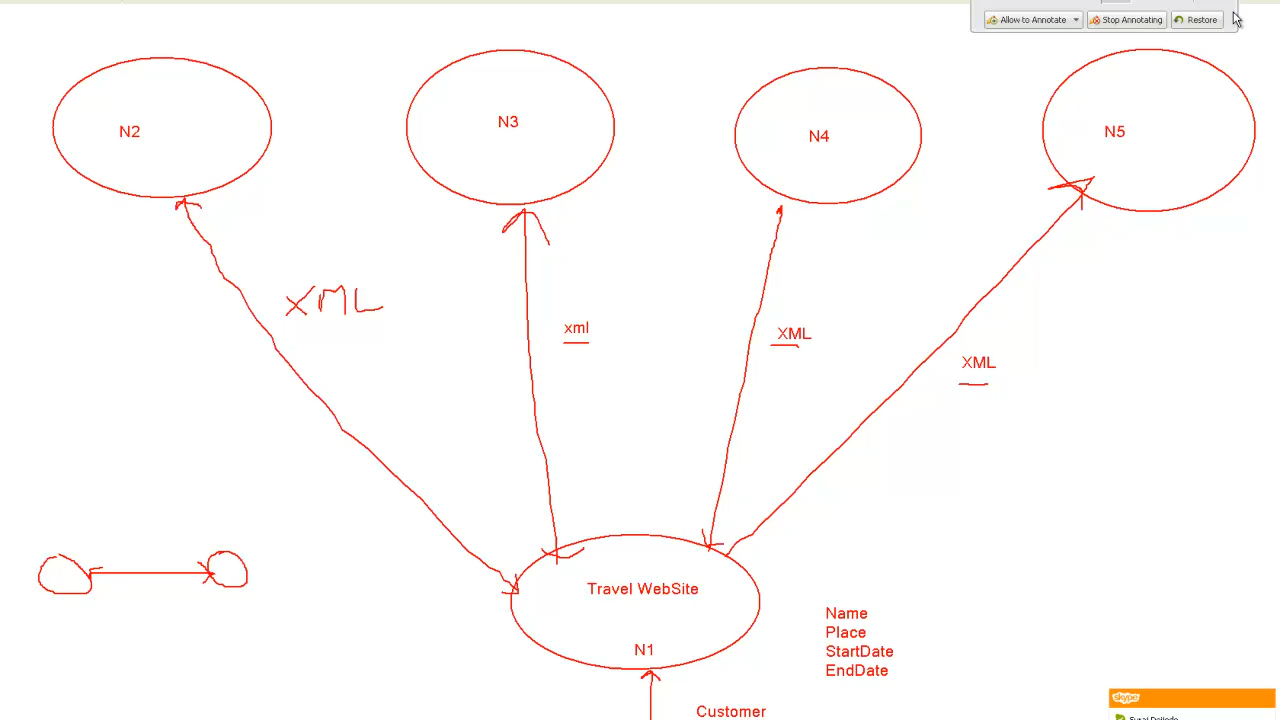 Allow to Annotate Stop Annotating Restore
N2
N3
N4
N5
XML
xml
XML
XML
Travel WebSite
N1
Name
Place
StartDate
EndDate
Customer
skype